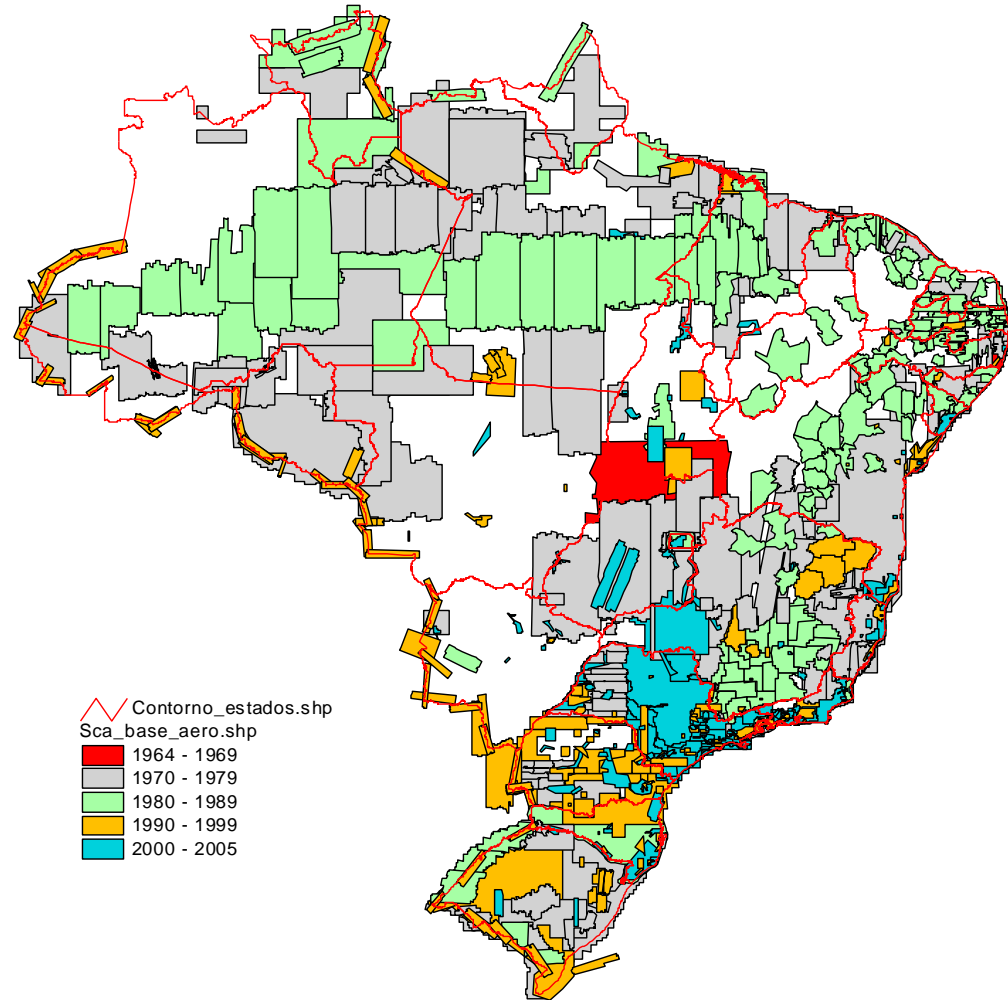 Contorno_estados.shp
Sca_base_aero.shp
1964 - 1969
1970 - 1979
1980 - 1989
1990 - 1999
2000 - 2005